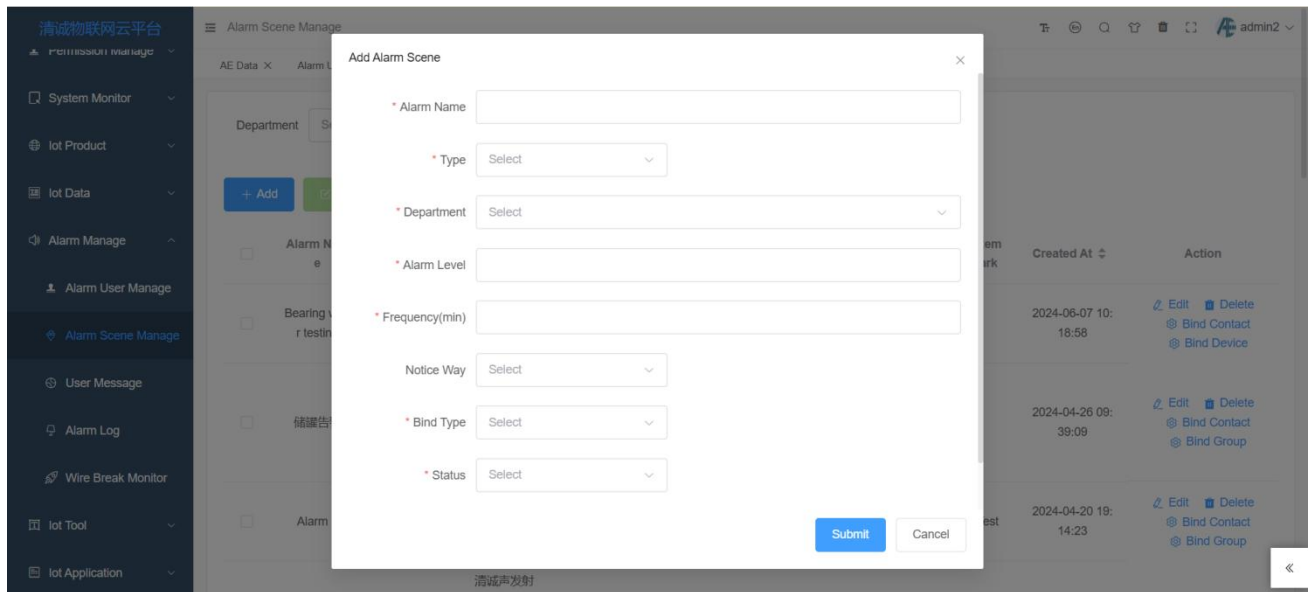 清诚物联网云平台
Alarm Scene Manage
admin2
Permission Manage
AE Data ×
Alarm U
System Monitor
Iot Product
Iot Data
Alarm Manage
Alarm User Manage
Alarm Scene Manage
User Message
Alarm Log
Wire Break Monitor
Iot Tool
Iot Application
Department
+ Add
Add Alarm Scene
* Alarm Name
* Type
Select
* Department
Select
* Alarm Level
* Frequency(min)
Notice Way
Select
* Bind Type
Select
* Status
Select
Submit
Cancel
Alarm N
e
em
ark
Created At
Action
Bearing
r testin
2024-06-07 10:
18:58
Edit Delete
Bind Contact
Bind Device
储罐告
2024-04-26 09:
39:09
Edit Delete
Bind Contact
Bind Group
Alarm
est
2024-04-20 19:
14:23
Edit Delete
Bind Contact
Bind Group
清诚声发射